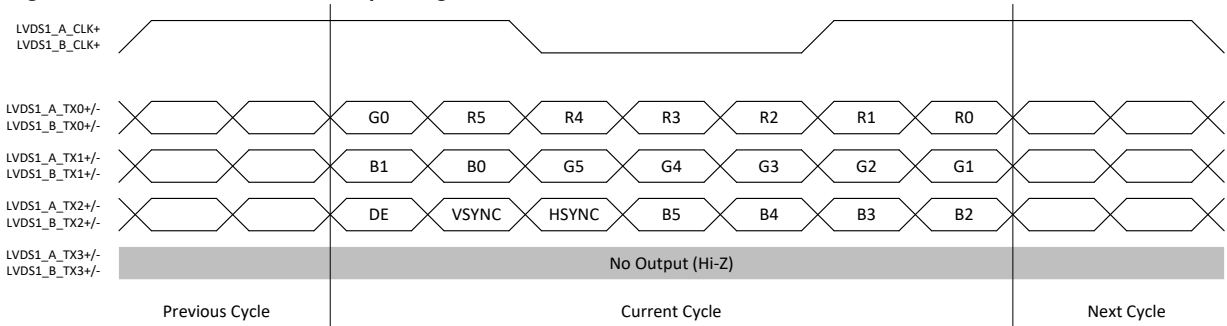 LVDS1_A_CLK+
LVDS1_B_CLK+
LVDS1_A_TX0+/-
LVDS1_B_TX0+/-
G0 R5 R4 R3 R2 R1 R0
LVDS1_A_TX1+/-
LVDS1_B_TX1+/-
B1 B0 G5 G4 G3 G2 G1
LVDS1_A_TX2+/-
LVDS1_B_TX2+/-
DE VSYNC HSYNC B5 B4 B3 B2
LVDS1_A_TX3+/-
LVDS1_B_TX3+/-
No Output (Hi-Z)
Previous Cycle Current Cycle Next Cycle